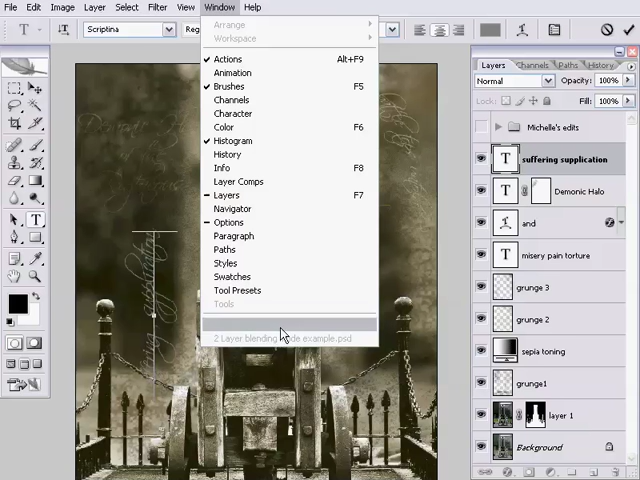 File Edit Image Layer Select Filter View Window Help
Scriptina Reg
Arrange
Workspace
Actions Alt+F9
Animation
Brushes F5
Channels
Character
Color F6
Histogram
History
Info F8
Layer Comps
Layers F7
Navigator
Options
Paragraph
Paths
Styles
Swatches
Tool Presets
Tools
2 Layer blending
de example.psd
Layers Channels Paths History
Normal Opacity: 100%
Lock: Fill: 100%
Michelle's edits
T suffering supplication
T Demonic Halo
and
T misery pain torture
grunge 3
grunge 2
sepia toning
grunge1
layer 1
Background